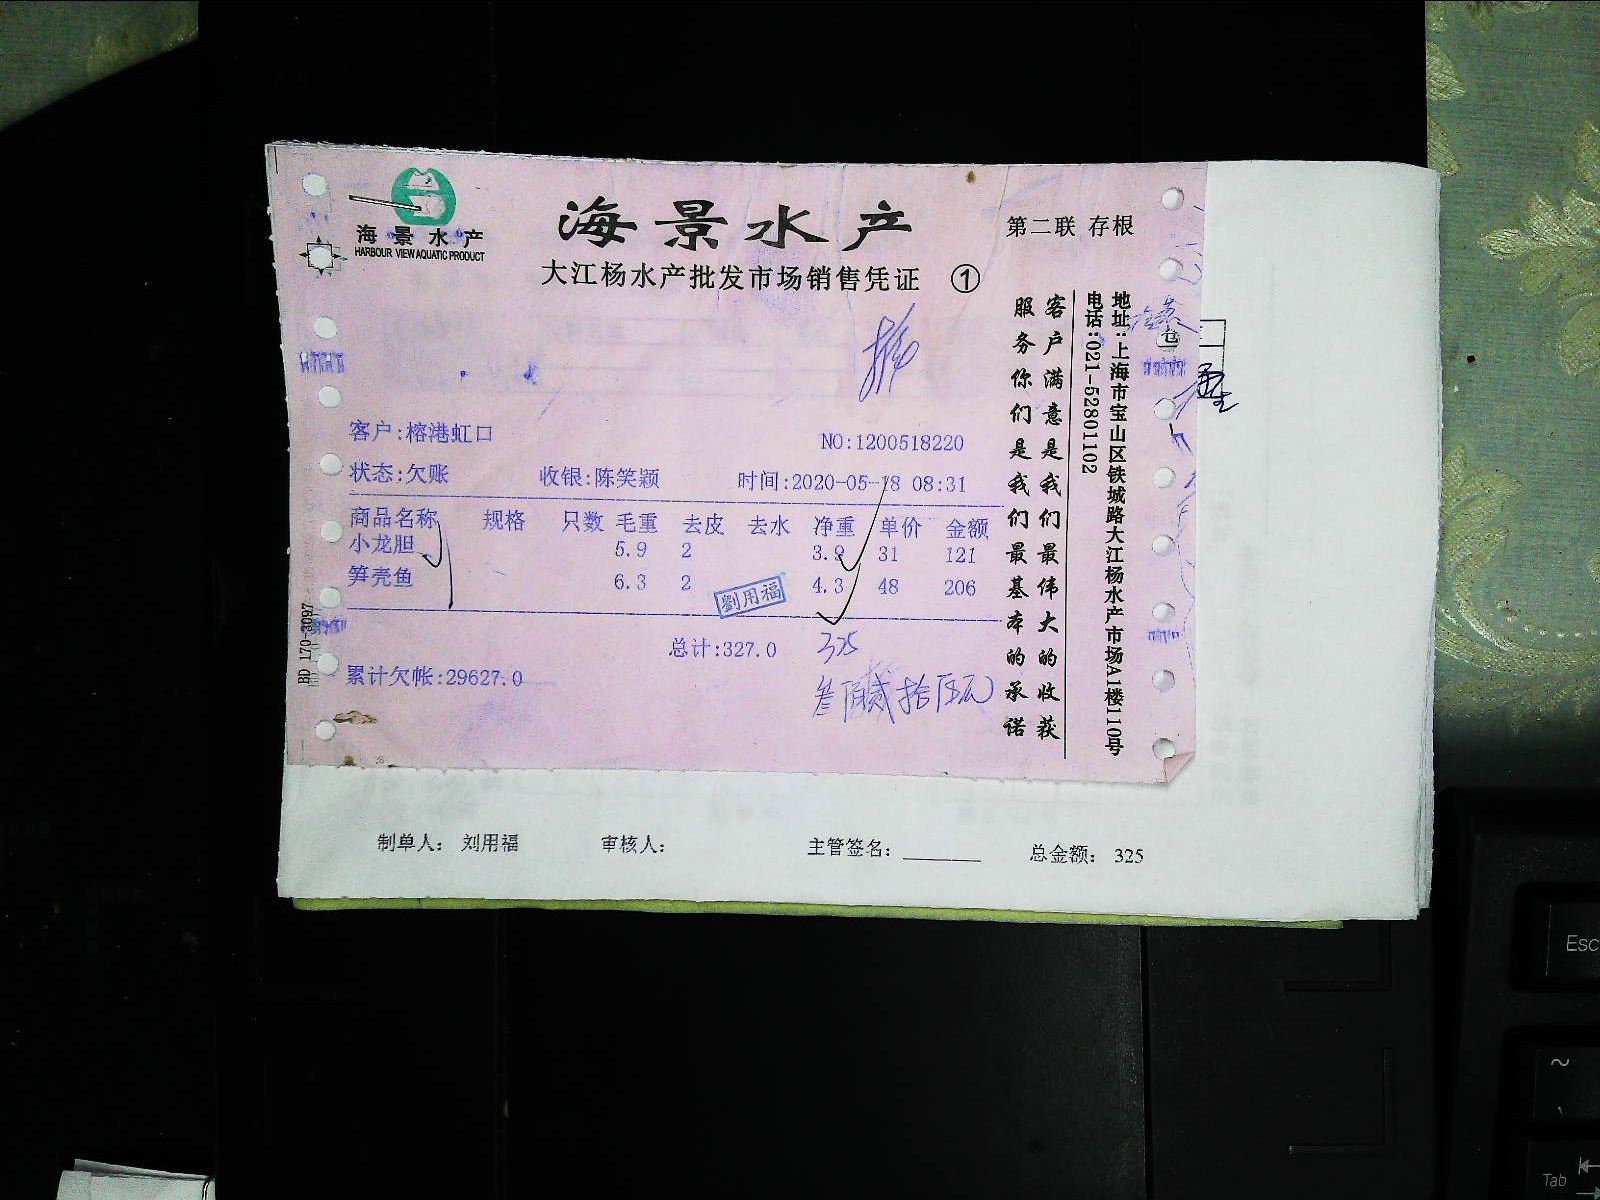 海景水产
HARBOUR VIEW AQUATIC PRODUCT
海景水产
第二联 存根
大江杨水产批发市场销售凭证 ①
客户满意是我们最伟大的收获
服务你们是我们最基本的承诺
地址：上海市宝山区铁城路大江杨水产市场A1楼110号
电话：021-52801102
客户:榕港虹口
NO:1200518220
状态:欠账 收银:陈笑颖 时间:2020-05-18 08:31
商品名称 规格 只数 毛重 去皮 去水 净重 单价 金额
小龙胆 5.9 2 3.9 31 121
笋壳鱼 6.3 2 4.3 48 206
劉用福
总计:327.0 325
累计欠帐:29627.0
叁佰贰拾伍元
BD 170-3097
制单人： 刘用福 审核人： 主管签名：________ 总金额： 325
Esc
~
Tab